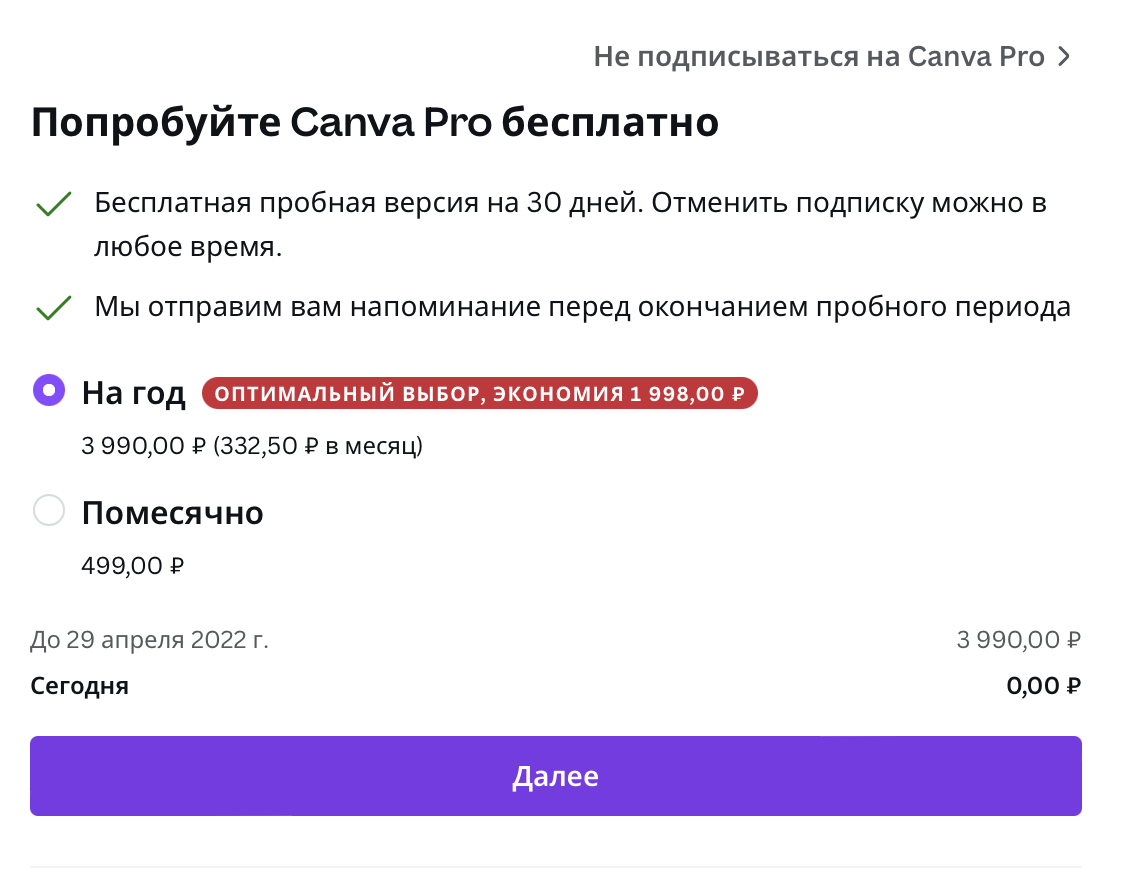 Не подписываться на Canva Pro
Попробуйте Canva Pro бесплатно
Бесплатная пробная версия на 30 дней. Отменить подписку можно в
любое время.
Мы отправим вам напоминание перед окончанием пробного периода
На год ОПТИМАЛЬНЫЙ ВЫБОР, ЭКОНОМИЯ 1 998,00 ₽
3 990,00 ₽ (332,50 ₽ в месяц)
Помесячно
499,00 ₽
До 29 апреля 2022 г. 3 990,00 ₽
Сегодня 0,00 ₽
Далее